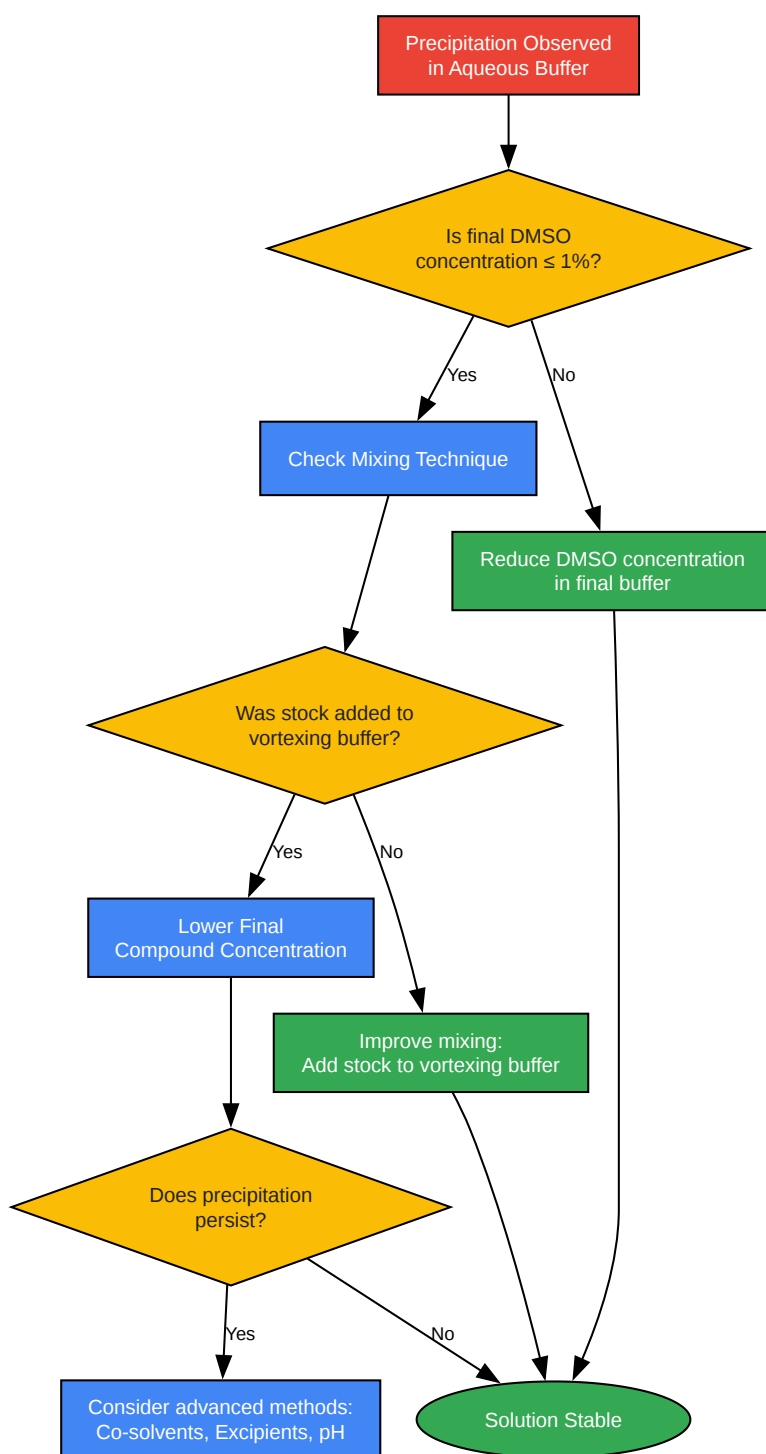 Precipitation Observed
in Aqueous Buffer
Is final DMSO
concentration ≤ 1%?
Yes
No
Check Mixing Technique
Reduce DMSO concentration
in final buffer
Was stock added to
vortexing buffer?
Yes
No
Lower Final
Compound Concentration
Improve mixing:
Add stock to vortexing buffer
Does precipitation
persist?
Yes
No
Consider advanced methods:
Co-solvents, Excipients, pH
Solution Stable